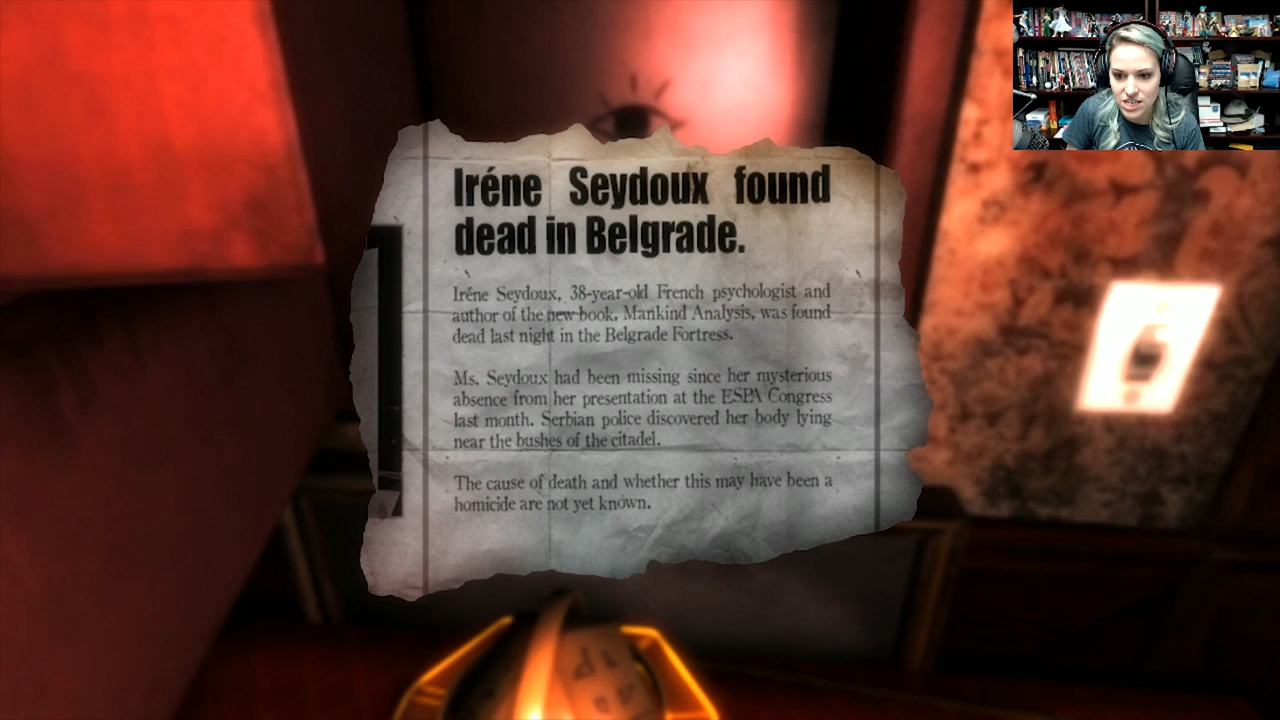 Iréne Seydoux found
dead in Belgrade.
Iréne Seydoux, 38-year-old French psychologist and
author of the new book, Mankind Analysis, was found
dead last night in the Belgrade Fortress.
Ms. Seydoux had been missing since her mysterious
absence from her presentation at the ESPA Congress
last month. Serbian police discovered her body lying
near the bushes of the citadel.
The cause of death and whether this may have been a
homicide are not yet known.